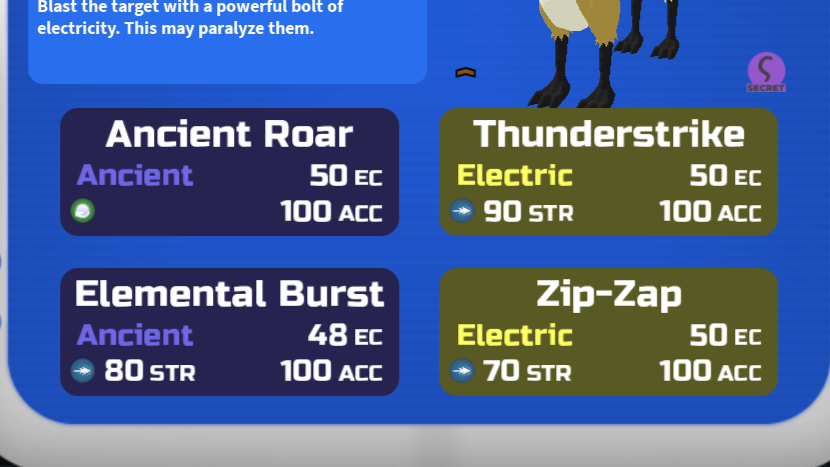 Blast the target with a powerful bolt of
electricity. This may paralyze them.
SECRET
Ancient Roar
Ancient 50 EC
100 ACC
Thunderstrike
Electric 50 EC
90 STR 100 ACC
Elemental Burst
Ancient 48 EC
80 STR 100 ACC
Zip-Zap
Electric 50 EC
70 STR 100 ACC